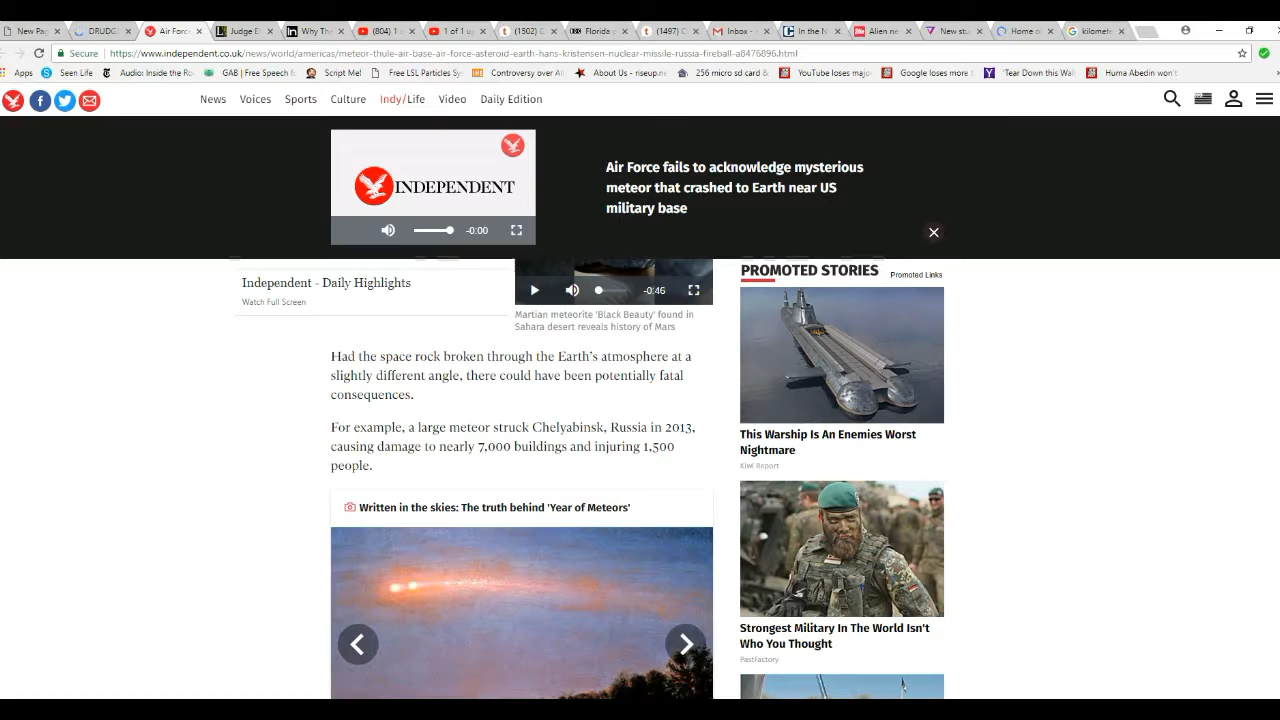 New Pag
DRUDG
Air Forc
Judge E
Why Th
(804) 1
1 of 1 u
(1502) C
Florida p
(1497) C
Inbox -
In the N
Alien ne
New stu
Home o
kilomete
Secure
https://www.independent.co.uk/news/world/americas/meteor-thule-air-base-air-force-asteroid-earth-hans-kristensen-nuclear-missile-russia-fireball-a8476896.html
Apps
Seen Life
Audio: Inside the Ro
GAB | Free Speech f
Script Mel
Free LSL Particles Sy
Controversy over Al
About Us - riseup.ne
256 micro sd card &
YouTube loses majo
Google loses more
'Tear Down this Wal
Huma Abedin won't
News
Voices
Sports
Culture
Indy/Life
Video
Daily Edition
INDEPENDENT
-0:00
Air Force fails to acknowledge mysterious
meteor that crashed to Earth near US
military base
Independent - Daily Highlights
Watch Full Screen
-0:46
Martian meteorite 'Black Beauty' found in
Sahara desert reveals history of Mars
Had the space rock broken through the Earth's atmosphere at a
slightly different angle, there could have been potentially fatal
consequences.
For example, a large meteor struck Chelyabinsk, Russia in 2013,
causing damage to nearly 7,000 buildings and injuring 1,500
people.
Written in the skies: The truth behind 'Year of Meteors'
PROMOTED STORIES
Promoted Links
This Warship Is An Enemies Worst
Nightmare
Kiwi Report
Strongest Military In The World Isn't
Who You Thought
PastFactory